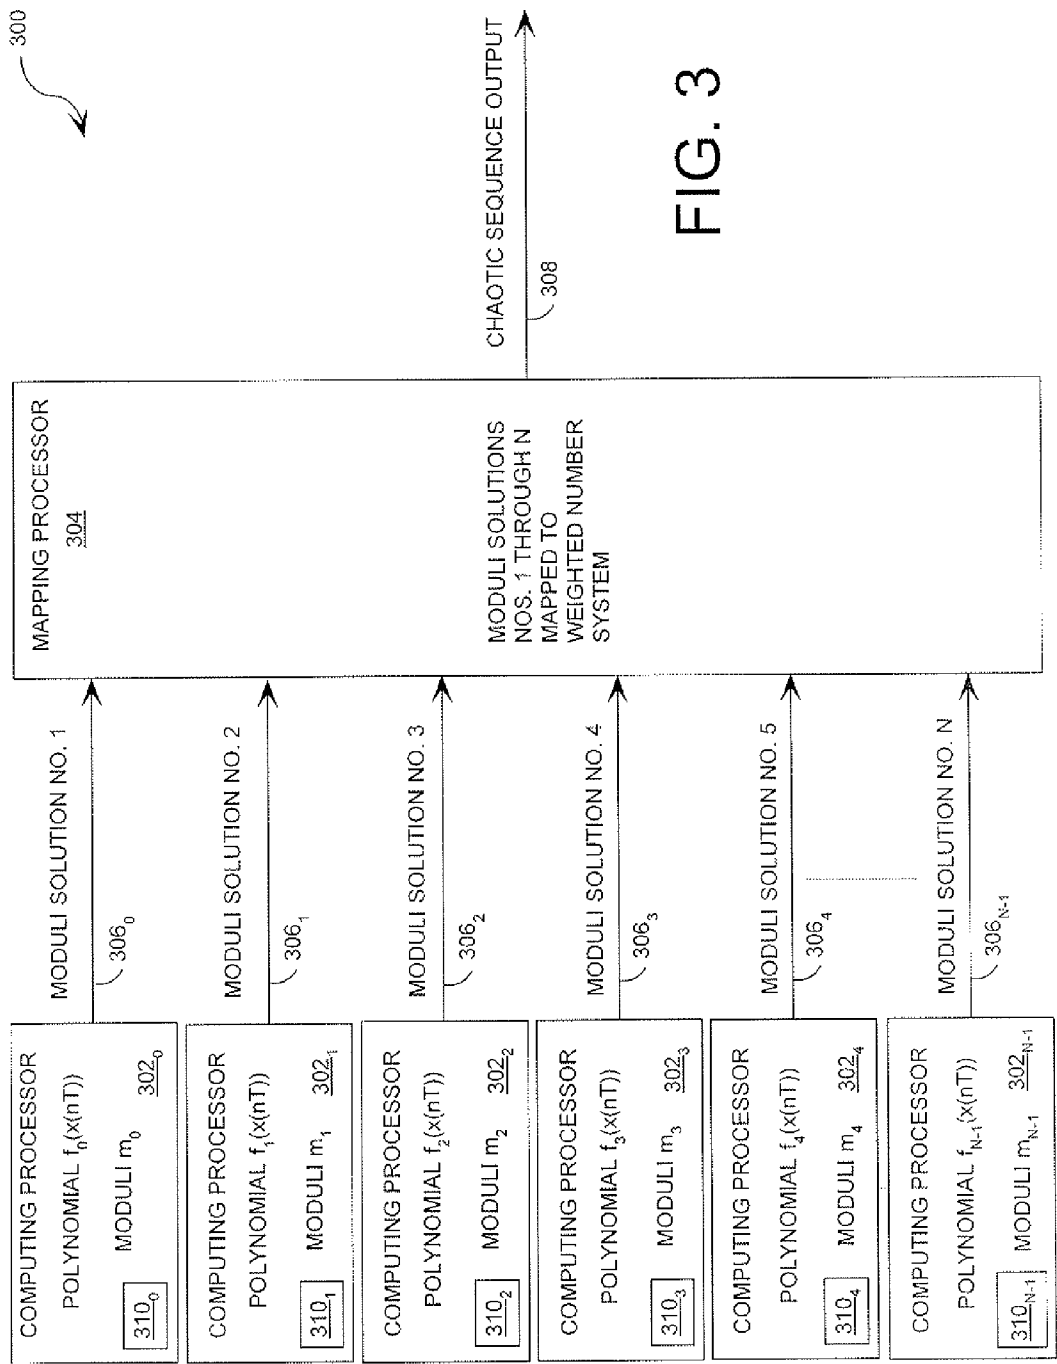 300
COMPUTING PROCESSOR
POLYNOMIAL f₀(x(nT))
310₀ MODULI m₀ 302₀
MODULI SOLUTION NO. 1
306₀
COMPUTING PROCESSOR
POLYNOMIAL f₁(x(nT))
310₁ MODULI m₁ 302₁
MODULI SOLUTION NO. 2
306₁
COMPUTING PROCESSOR
POLYNOMIAL f₂(x(nT))
310₂ MODULI m₂ 302₂
MODULI SOLUTION NO. 3
306₂
COMPUTING PROCESSOR
POLYNOMIAL f₃(x(nT))
310₃ MODULI m₃ 302₃
MODULI SOLUTION NO. 4
306₃
COMPUTING PROCESSOR
POLYNOMIAL f₄(x(nT))
310₄ MODULI m₄ 302₄
MODULI SOLUTION NO. 5
306₄
COMPUTING PROCESSOR
POLYNOMIAL f_N-1(x(nT))
310_N-1 MODULI m_N-1 302_N-1
MODULI SOLUTION NO. N
306_N-1
MAPPING PROCESSOR
304
MODULI SOLUTIONS
NOS. 1 THROUGH N
MAPPED TO
WEIGHTED NUMBER
SYSTEM
CHAOTIC SEQUENCE OUTPUT
308
FIG. 3